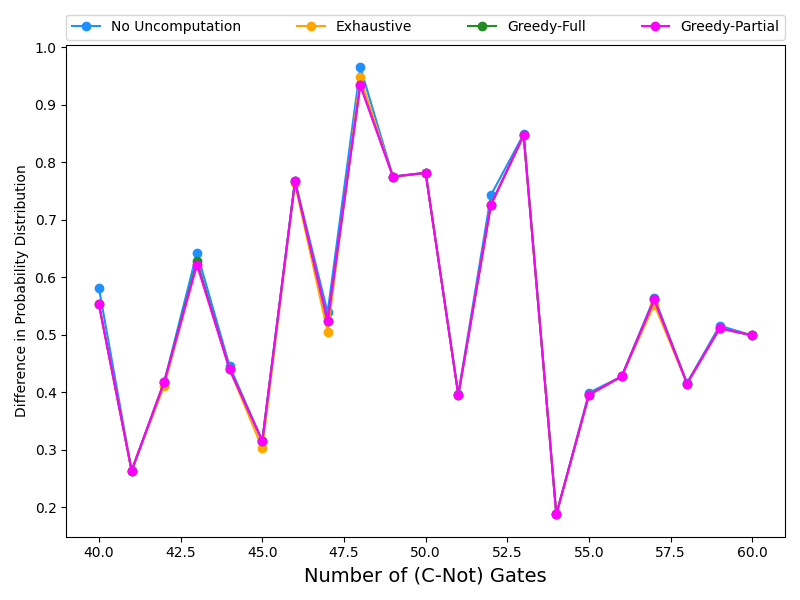 No Uncomputation Exhaustive Greedy-Full Greedy-Partial
1.0
0.9
0.8
0.7
0.6
0.5
0.4
0.3
0.2
Difference in Probability Distribution
40.0 42.5 45.0 47.5 50.0 52.5 55.0 57.5 60.0
Number of (C-Not) Gates